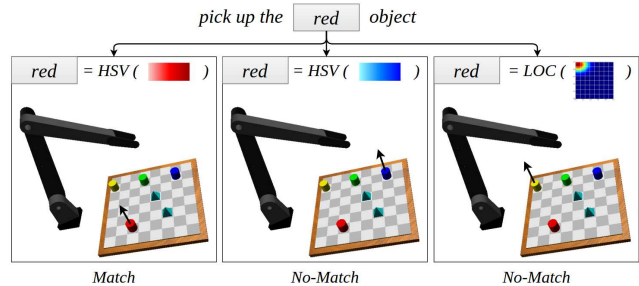 pick up the red object
red = HSV ( )
red = HSV ( )
red = LOC ( )
Match
No-Match
No-Match